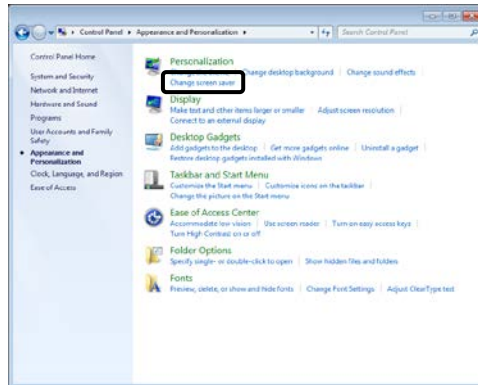 Control Panel ▸ Appearance and Personalization ▸
Search Control Panel
Control Panel Home
System and Security
Network and Internet
Hardware and Sound
Programs
User Accounts and Family
Safety
Appearance and
Personalization
Clock, Language, and Region
Ease of Access
Personalization
Change desktop background Change sound effects
Change screen saver
Display
Make text and other items larger or smaller Adjust screen resolution
Connect to an external display
Desktop Gadgets
Add gadgets to the desktop Get more gadgets online Uninstall a gadget
Restore desktop gadgets installed with Windows
Taskbar and Start Menu
Customize the Start menu Customize icons on the taskbar
Change the picture on the Start menu
Ease of Access Center
Accommodate low vision Use screen reader Turn on easy access keys
Turn High Contrast on or off
Folder Options
Specify single- or double-click to open Show hidden files and folders
Fonts
Preview, delete, or show and hide fonts Change Font Settings Adjust ClearType text